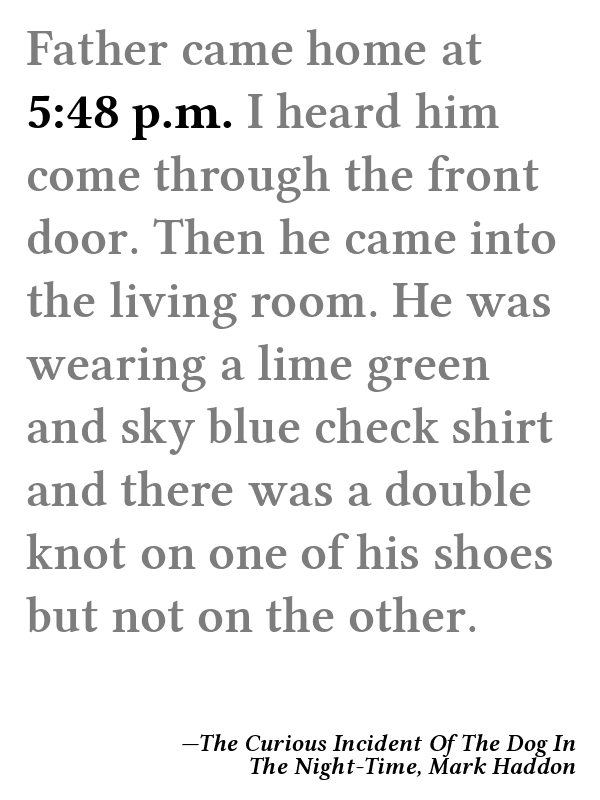 Father came home at
5:48 p.m. I heard him
come through the front
door. Then he came into
the living room. He was
wearing a lime green
and sky blue check shirt
and there was a double
knot on one of his shoes
but not on the other.
—The Curious Incident Of The Dog In
The Night-Time, Mark Haddon